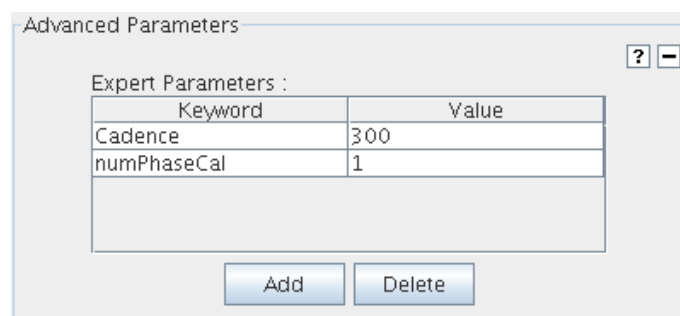 Advanced Parameters
? −
Expert Parameters :
Keyword Value
Cadence 300
numPhaseCal 1
Add Delete